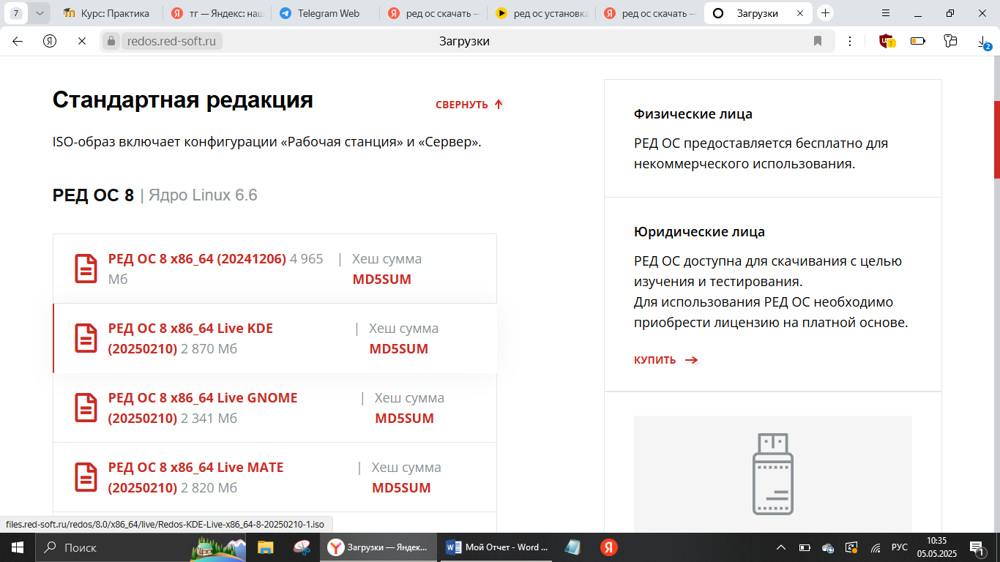 7
Курс: Практика
тг — Яндекс: наш
Telegram Web
ред ос скачать —
ред ос установка
ред ос скачать —
Загрузки
redos.red-soft.ru
Загрузки
2
Стандартная редакция
СВЕРНУТЬ
ISO-образ включает конфигурации «Рабочая станция» и «Сервер».
РЕД ОС 8 | Ядро Linux 6.6
РЕД ОС 8 x86_64 (20241206) 4 965
Мб
| Хеш сумма
MD5SUM
РЕД ОС 8 x86_64 Live KDE
(20250210) 2 870 Мб
| Хеш сумма
MD5SUM
РЕД ОС 8 x86_64 Live GNOME
(20250210) 2 341 Мб
| Хеш сумма
MD5SUM
РЕД ОС 8 x86_64 Live MATE
(20250210) 2 820 Мб
| Хеш сумма
MD5SUM
Физические лица
РЕД ОС предоставляется бесплатно для
некоммерческого использования.
Юридические лица
РЕД ОС доступна для скачивания с целью
изучения и тестирования.
Для использования РЕД ОС необходимо
приобрести лицензию на платной основе.
КУПИТЬ
files.red-soft.ru/redos/8.0/x86_64/live/Redos-KDE-Live-x86_64-8-20250210-1.iso
Поиск
Загрузки — Яндек...
Мой Отчет - Word ...
РУС
10:35
05.05.2025
1